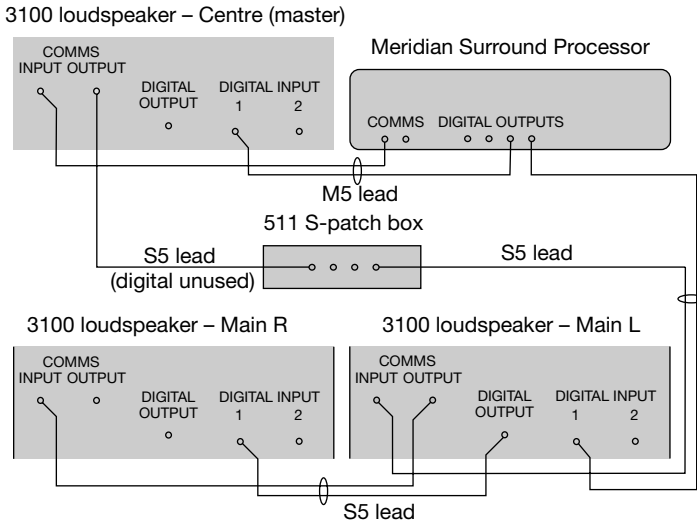 3100 loudspeaker – Centre (master)
COMMS
INPUT OUTPUT
DIGITAL
OUTPUT
DIGITAL INPUT
1 2
Meridian Surround Processor
COMMS DIGITAL OUTPUTS
M5 lead
511 S-patch box
S5 lead
(digital unused)
S5 lead
3100 loudspeaker – Main R
COMMS
INPUT OUTPUT
DIGITAL
OUTPUT
DIGITAL INPUT
1 2
3100 loudspeaker – Main L
COMMS
INPUT OUTPUT
DIGITAL
OUTPUT
DIGITAL INPUT
1 2
S5 lead